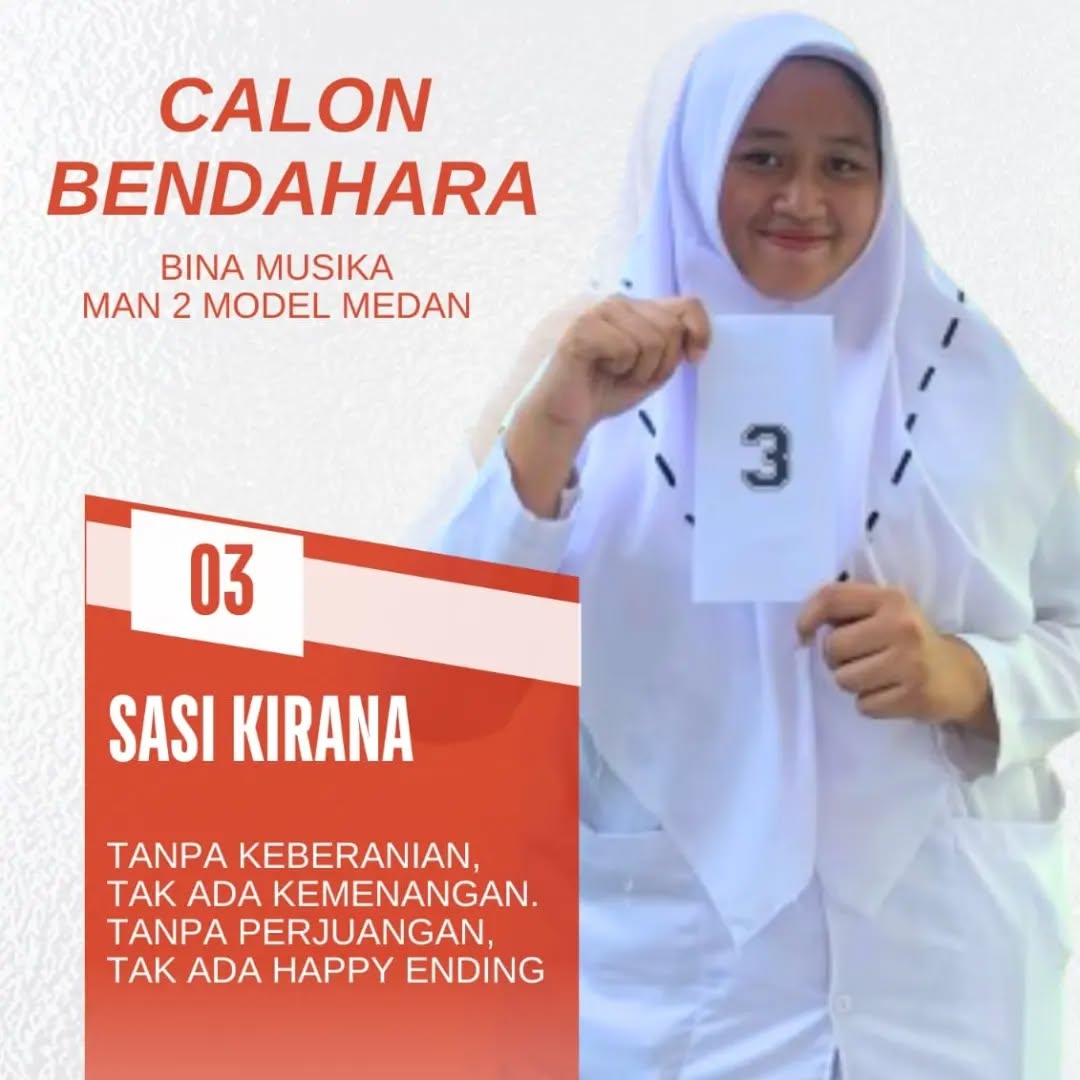 CALON
BENDAHARA
BINA MUSIKA
MAN 2 MODEL MEDAN
3
03
SASI KIRANA
TANPA KEBERANIAN,
TAK ADA KEMENANGAN.
TANPA PERJUANGAN,
TAK ADA HAPPY ENDING